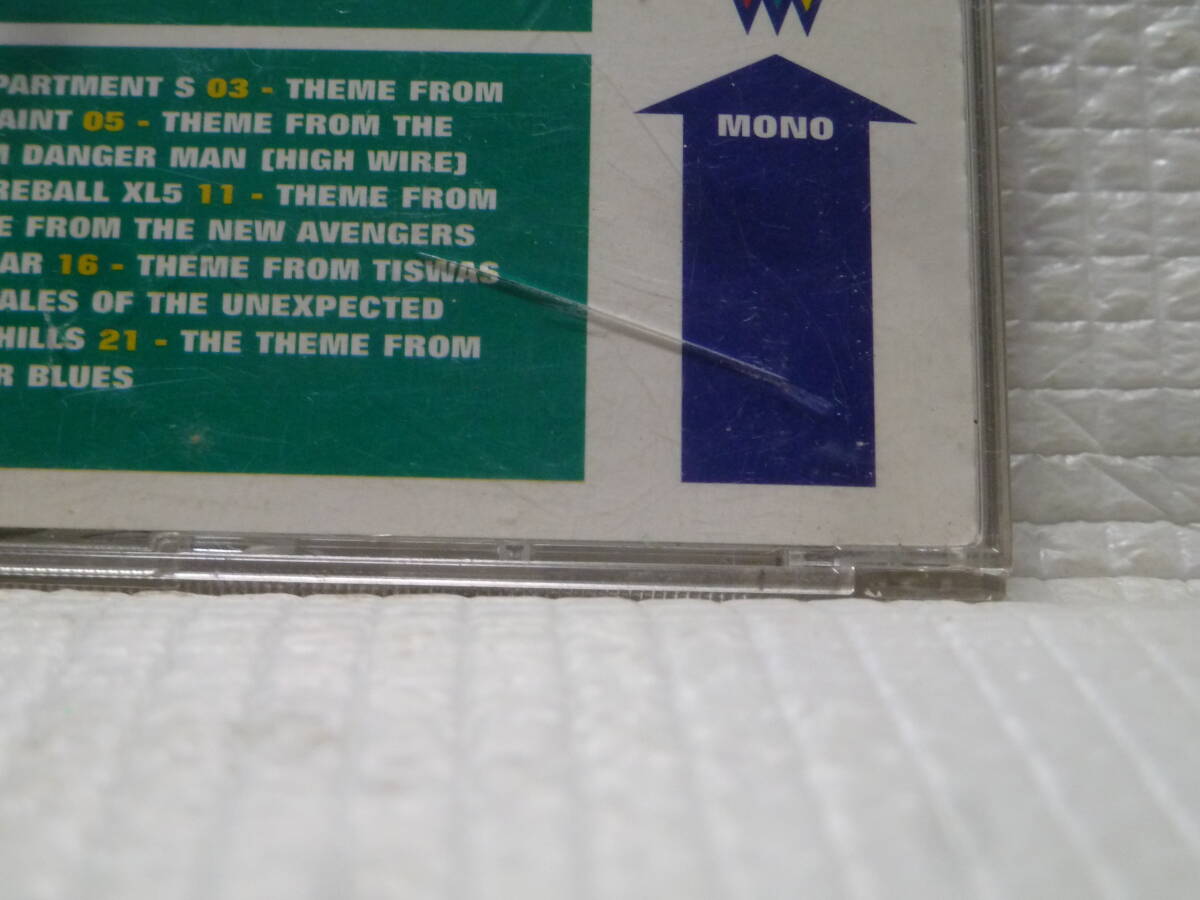 PARTMENT S 03 - THEME FROM
AINT 05 - THEME FROM THE
M DANGER MAN (HIGH WIRE)
REBALL XL5 11 - THEME FROM
E FROM THE NEW AVENGERS
AR 16 - THEME FROM TISWAS
ALES OF THE UNEXPECTED
HILLS 21 - THE THEME FROM
R BLUES
MONO